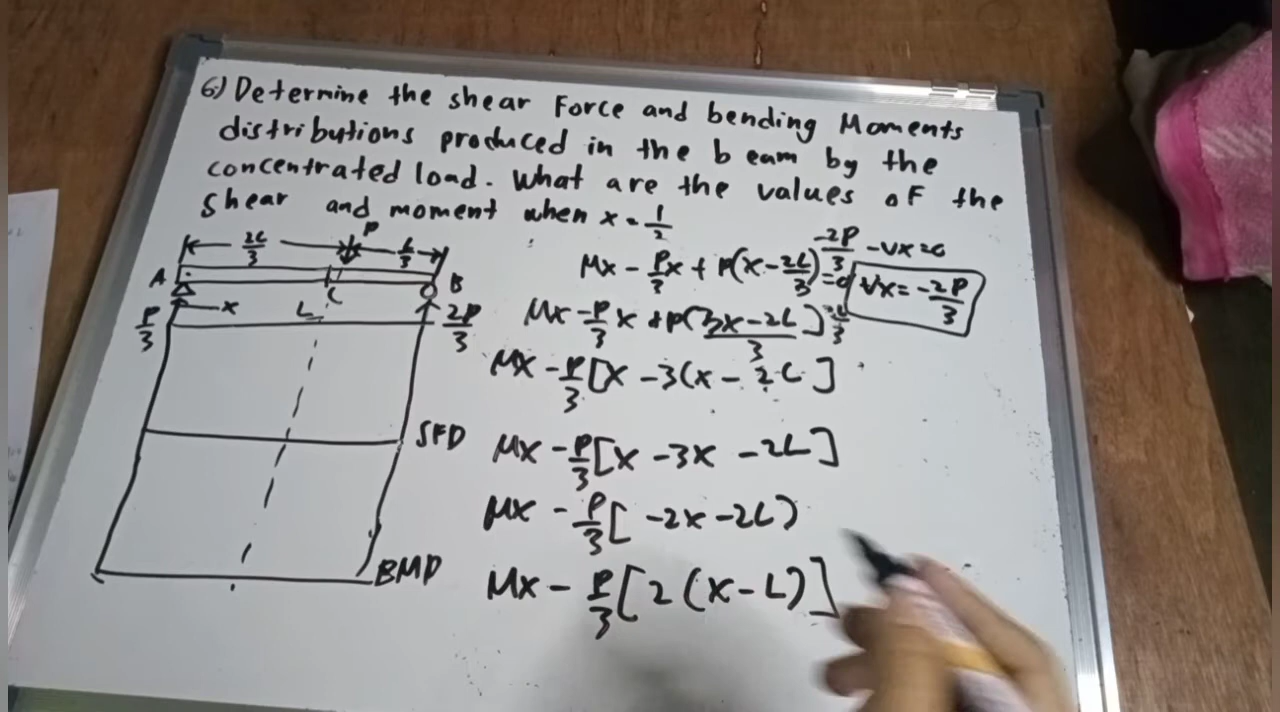 6.) Determine the shear Force and bending Moments
distributions produced in the beam by the
concentrated load. What are the values of the
shear and moment when x = 1/2
2L/3 P L/3
A C B
P/3 x L 2P/3
SFD
BMD
-2P/3 - Vx = 0
Vx = -2P/3
Mx - P/3x + P(x - 2L/3) = 0
Mx - P/3 x + P(3x - 2L/3)
Mx - P/3 [x - 3(x - 2L]
Mx - P/3 [x - 3x - 2L]
Mx - P/3 [ -2x - 2L)
Mx - P/3 [2(x - L)]